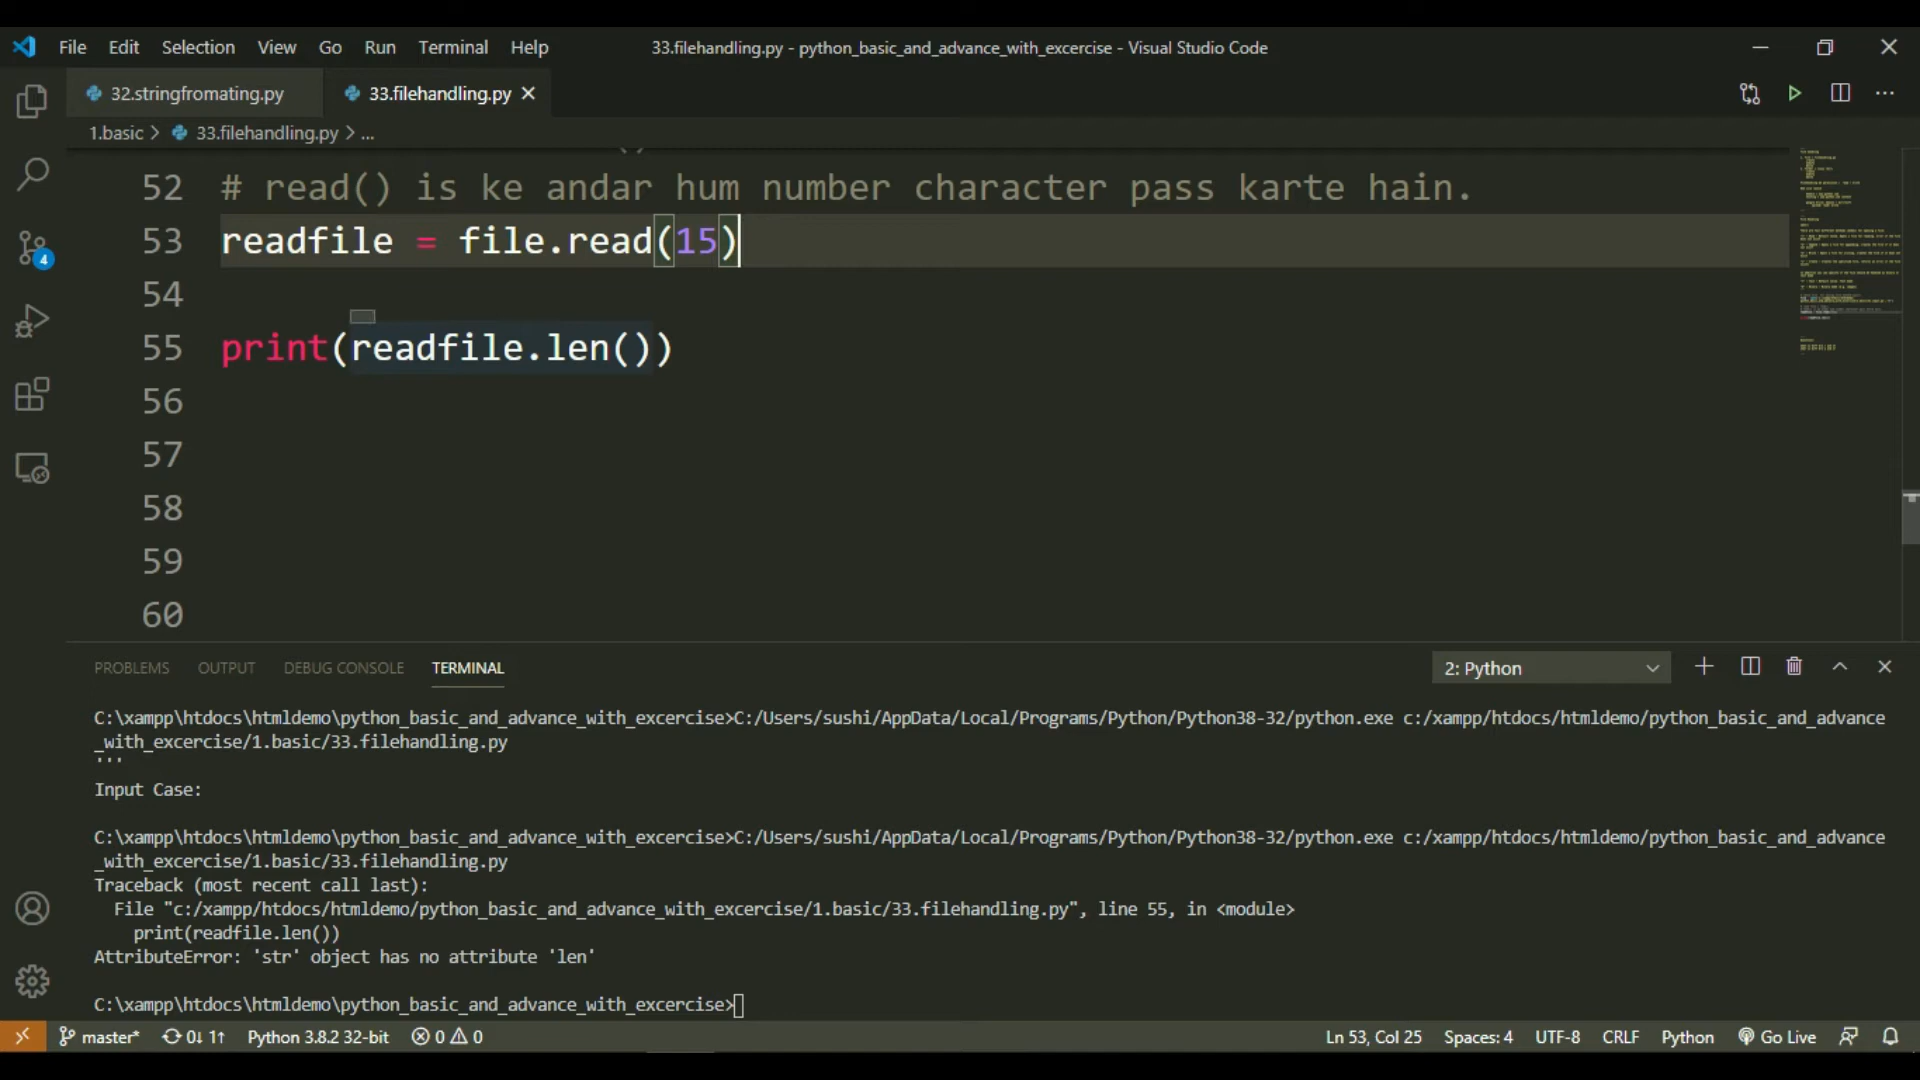 File Edit Selection View Go Run Terminal Help 33.filehandling.py - python_basic_and_advance_with_excercise - Visual Studio Code
32.stringfromating.py 33.filehandling.py
1.basic > 33.filehandling.py > ...
52 # read() is ke andar hum number character pass karte hain.
53 readfile = file.read(15)
54
55 print(readfile.len())
56
57
58
59
60
4
PROBLEMS OUTPUT DEBUG CONSOLE TERMINAL 2: Python
C:\xampp\htdocs\htmldemo\python_basic_and_advance_with_excercise>C:/Users/sushi/AppData/Local/Programs/Python/Python38-32/python.exe c:/xampp/htdocs/htmldemo/python_basic_and_advance
_with_excercise/1.basic/33.filehandling.py
'''
Input Case:
C:\xampp\htdocs\htmldemo\python_basic_and_advance_with_excercise>C:/Users/sushi/AppData/Local/Programs/Python/Python38-32/python.exe c:/xampp/htdocs/htmldemo/python_basic_and_advance
_with_excercise/1.basic/33.filehandling.py
Traceback (most recent call last):
File "c:/xampp/htdocs/htmldemo/python_basic_and_advance_with_excercise/1.basic/33.filehandling.py", line 55, in <module>
print(readfile.len())
AttributeError: 'str' object has no attribute 'len'
C:\xampp\htdocs\htmldemo\python_basic_and_advance_with_excercise>
master* 0↓ 1↑ Python 3.8.2 32-bit 0 0 Ln 53, Col 25 Spaces: 4 UTF-8 CRLF Python Go Live